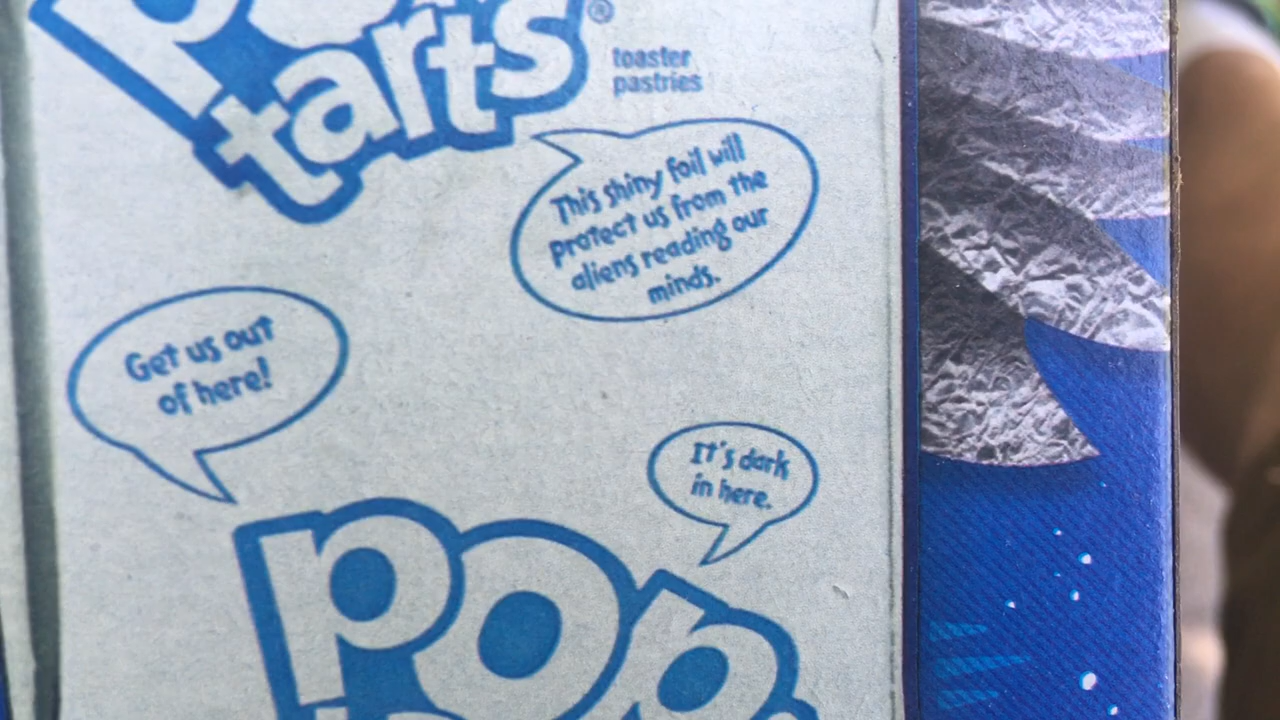 pop
tarts®
toaster
pastries
This shiny foil will
protect us from the
aliens reading our
minds.
Get us out
of here!
It's dark
in here.
pop